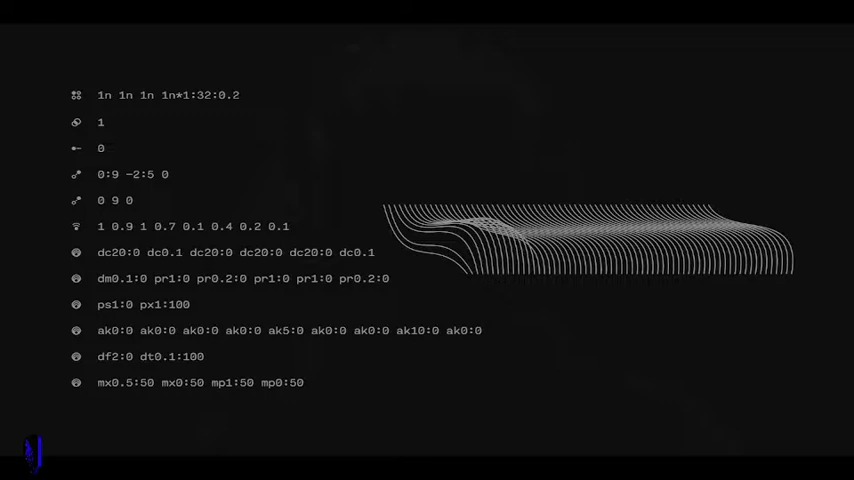 1n 1n 1n 1n*1:32:0.2
1
0
0:9 -2:5 0
0 9 0
1 0.9 1 0.7 0.1 0.4 0.2 0.1
dc20:0 dc0.1 dc20:0 dc20:0 dc20:0 dc0.1
dm0.1:0 pr1:0 pr0.2:0 pr1:0 pr1:0 pr0.2:0
ps1:0 px1:100
ak0:0 ak0:0 ak0:0 ak0:0 ak5:0 ak0:0 ak0:0 ak10:0 ak0:0
df2:0 dt0.1:100
mx0.5:50 mx0:50 mp1:50 mp0:50